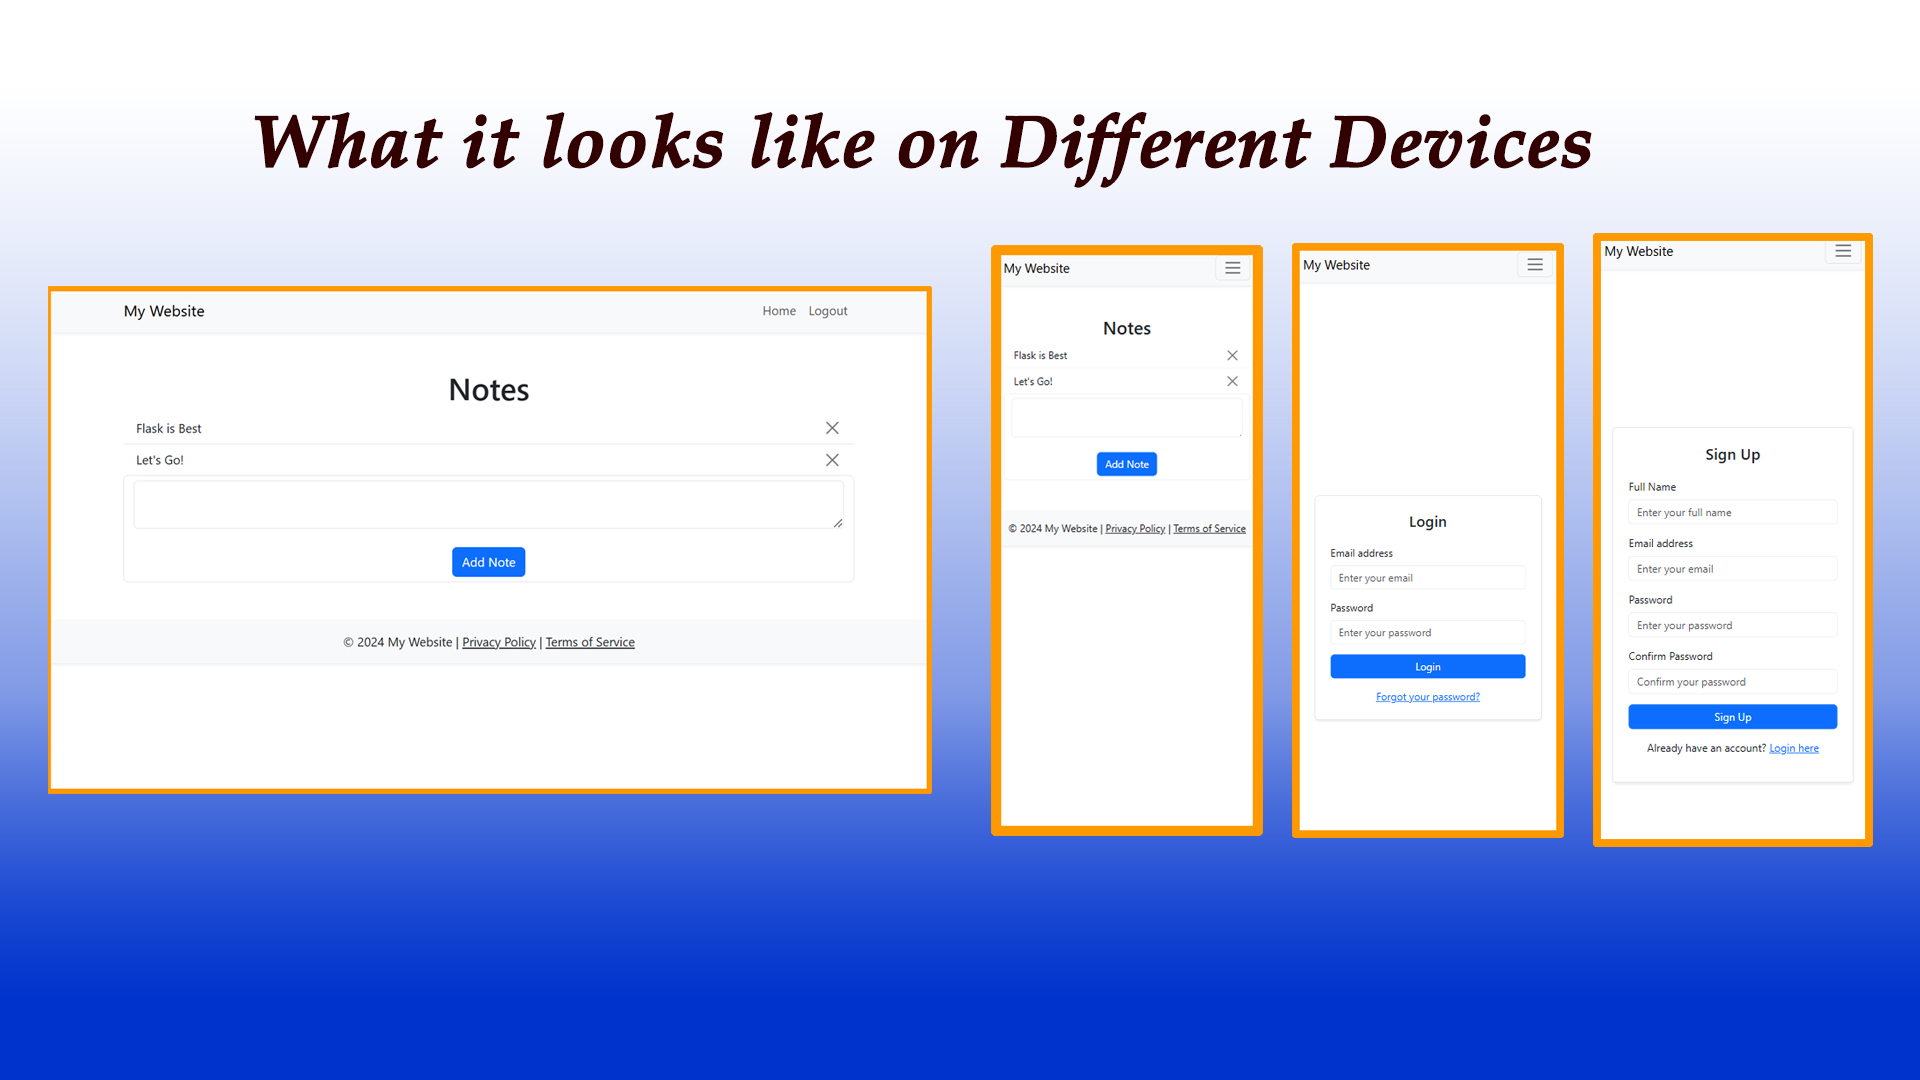 What it looks like on Different Devices
My Website
Home Logout
Notes
Flask is Best
Let's Go!
Add Note
© 2024 My Website | Privacy Policy | Terms of Service
My Website
Notes
Flask is Best
Let's Go!
Add Note
© 2024 My Website | Privacy Policy | Terms of Service
My Website
Login
Email address
Enter your email
Password
Enter your password
Login
Forgot your password?
My Website
Sign Up
Full Name
Enter your full name
Email address
Enter your email
Password
Enter your password
Confirm Password
Confirm your password
Sign Up
Already have an account? Login here